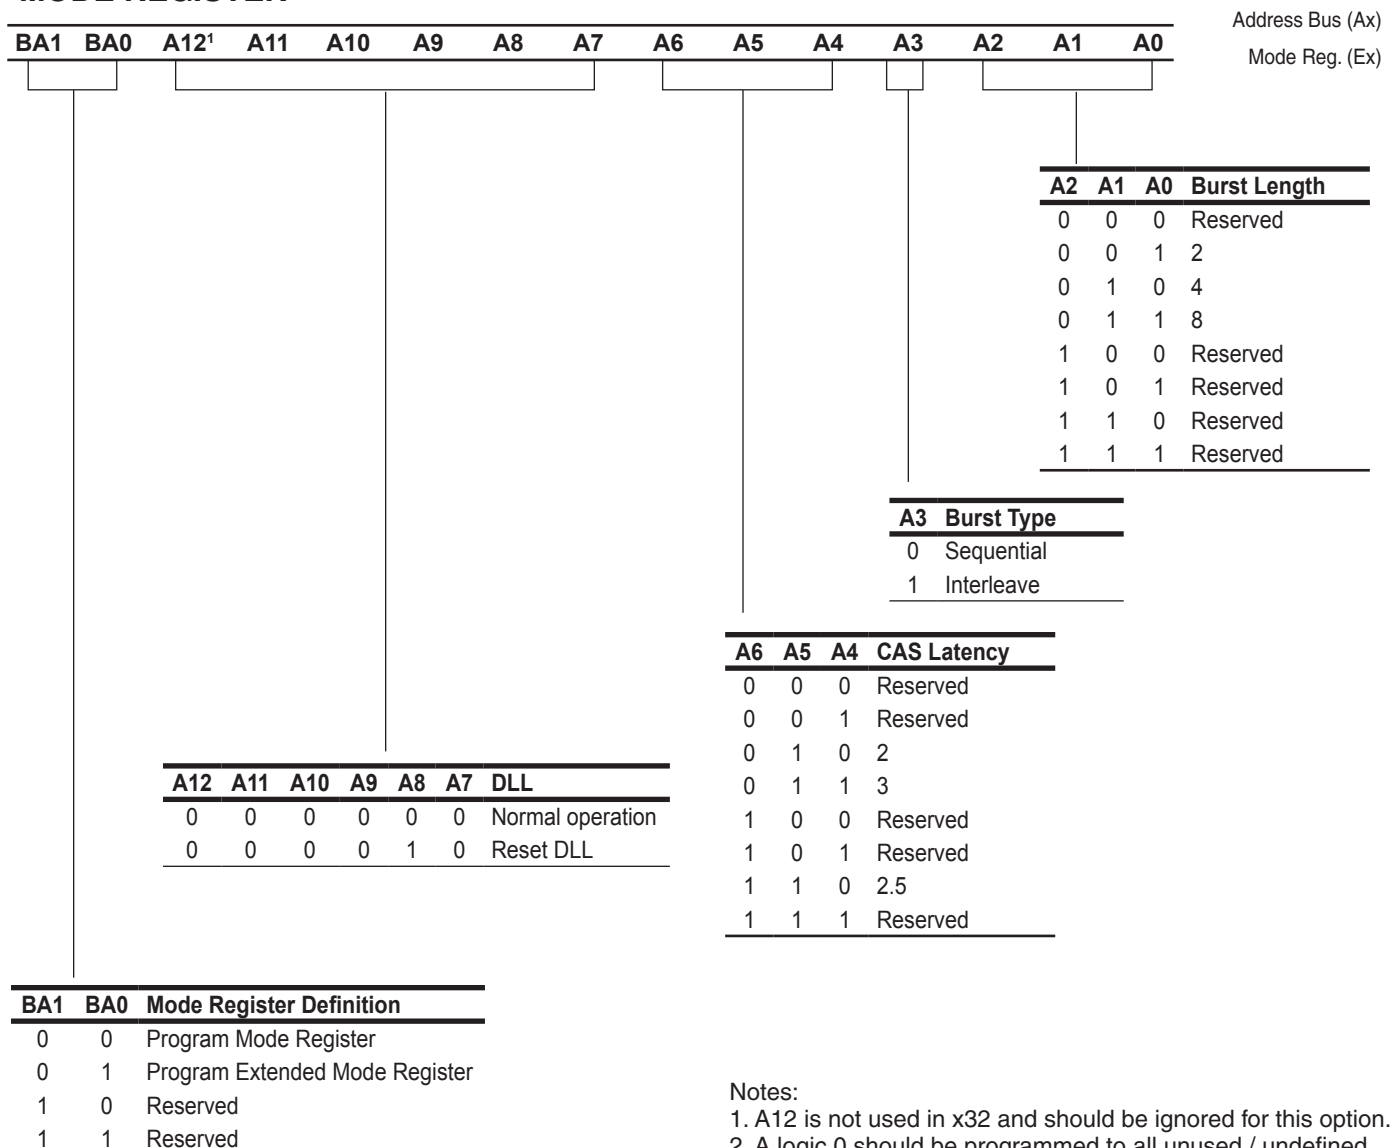 Address Bus (Ax)
BA1 BA0 A12¹ A11 A10 A9 A8 A7 A6 A5 A4 A3 A2 A1 A0
Mode Reg. (Ex)
A2 A1 A0 Burst Length
0 0 0 Reserved
0 0 1 2
0 1 0 4
0 1 1 8
1 0 0 Reserved
1 0 1 Reserved
1 1 0 Reserved
1 1 1 Reserved
A3 Burst Type
0 Sequential
1 Interleave
A6 A5 A4 CAS Latency
0 0 0 Reserved
0 0 1 Reserved
0 1 0 2
0 1 1 3
1 0 0 Reserved
1 0 1 Reserved
1 1 0 2.5
1 1 1 Reserved
A12 A11 A10 A9 A8 A7 DLL
0 0 0 0 0 0 Normal operation
0 0 0 0 1 0 Reset DLL
BA1 BA0 Mode Register Definition
0 0 Program Mode Register
0 1 Program Extended Mode Register
1 0 Reserved
1 1 Reserved
Notes:
1. A12 is not used in x32 and should be ignored for this option.
2. A logic 0 should be programmed to all unused / undefined